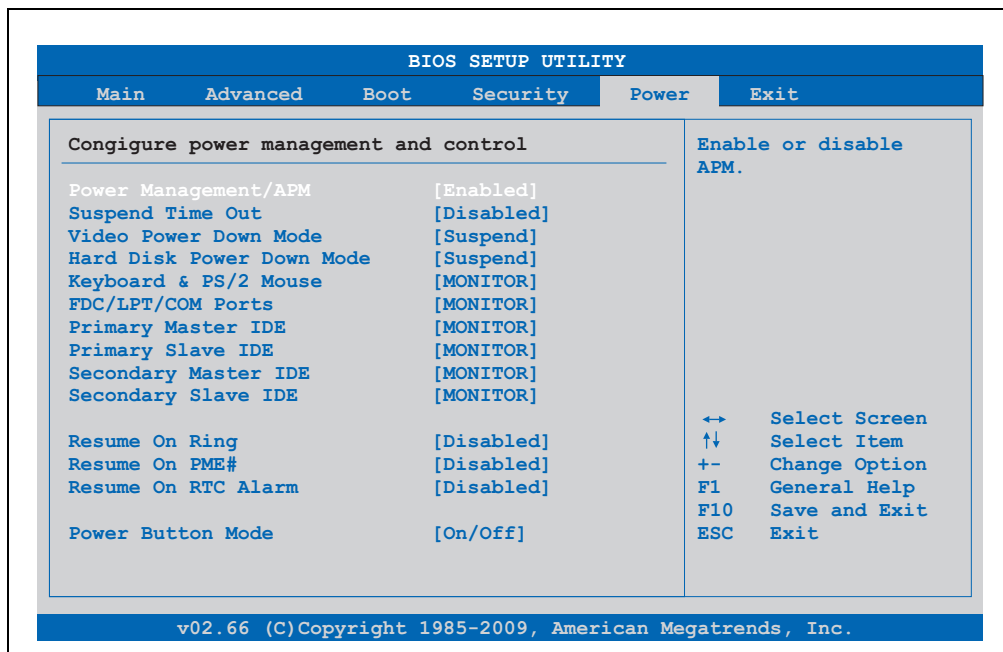 BIOS SETUP UTILITY
Main Advanced Boot Security Power Exit
Congigure power management and control
Power Management/APM [Enabled]
Suspend Time Out [Disabled]
Video Power Down Mode [Suspend]
Hard Disk Power Down Mode [Suspend]
Keyboard & PS/2 Mouse [MONITOR]
FDC/LPT/COM Ports [MONITOR]
Primary Master IDE [MONITOR]
Primary Slave IDE [MONITOR]
Secondary Master IDE [MONITOR]
Secondary Slave IDE [MONITOR]
Resume On Ring [Disabled]
Resume On PME# [Disabled]
Resume On RTC Alarm [Disabled]
Power Button Mode [On/Off]
Enable or disable
APM.
↔ Select Screen
↑↓ Select Item
+- Change Option
F1 General Help
F10 Save and Exit
ESC Exit
v02.66 (C)Copyright 1985-2009, American Megatrends, Inc.